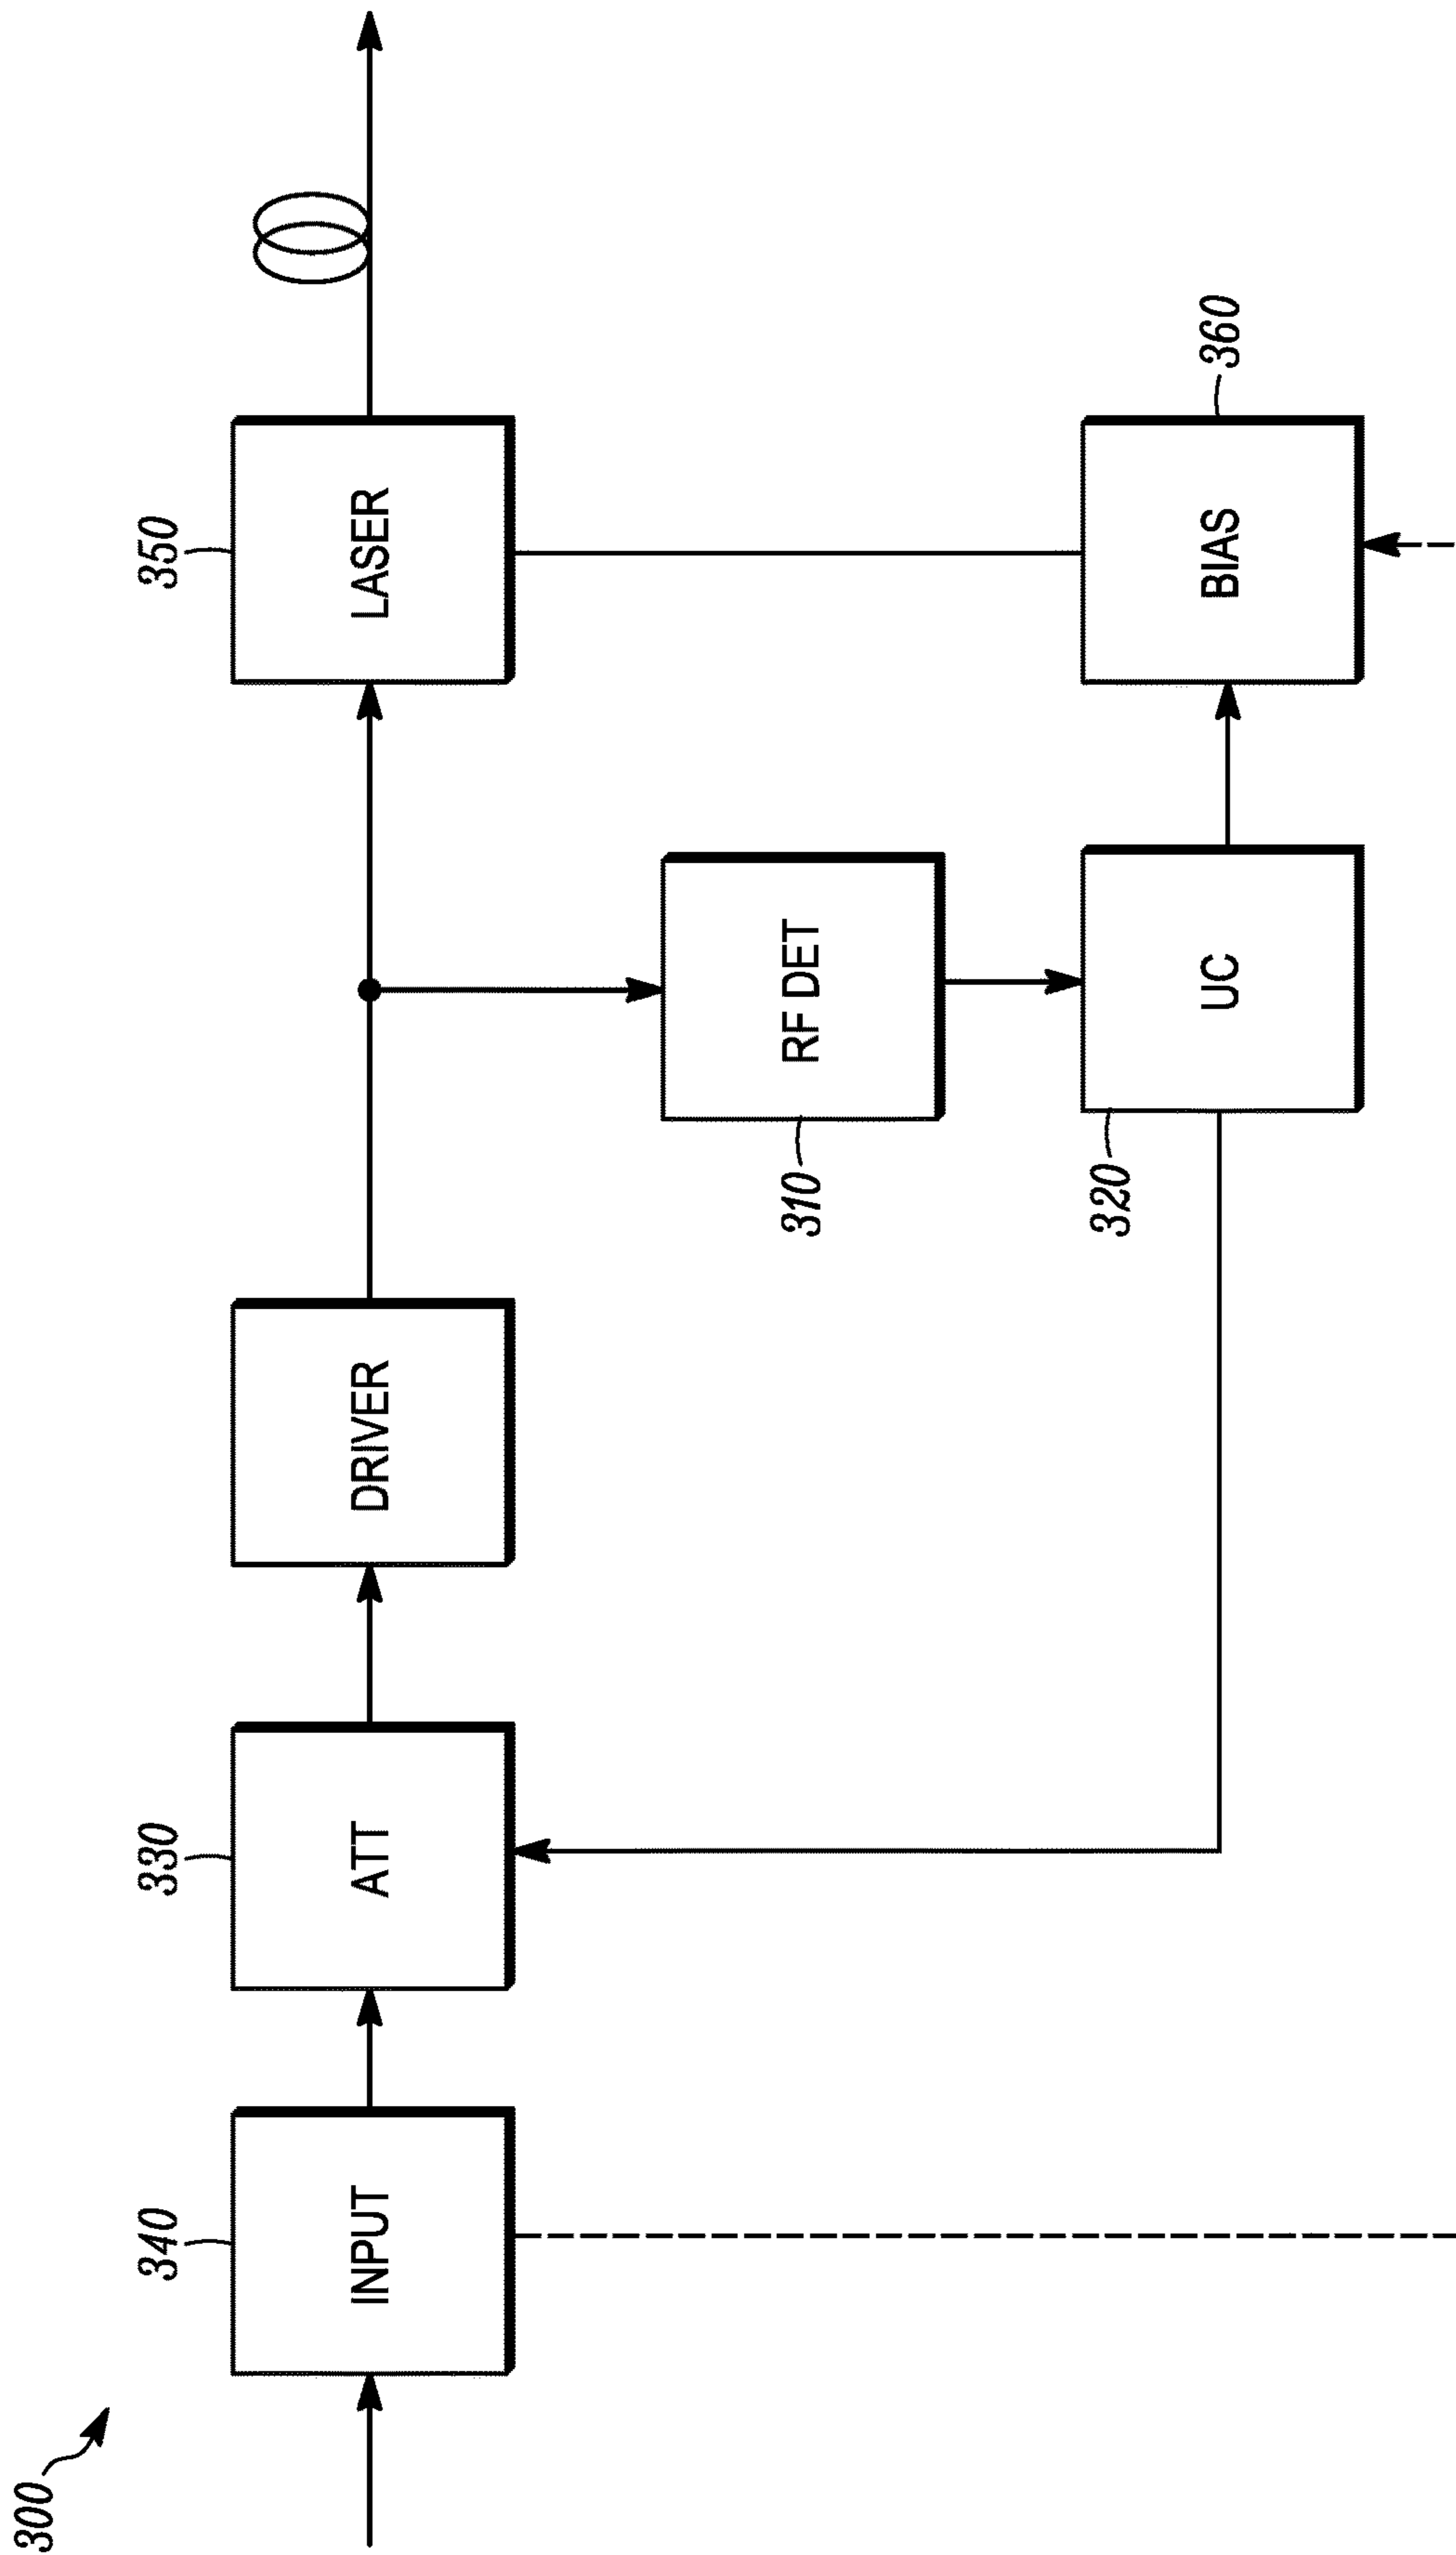 300
340
INPUT
330
ATT
DRIVER
350
LASER
310
RF DET
320
UC
360
BIAS